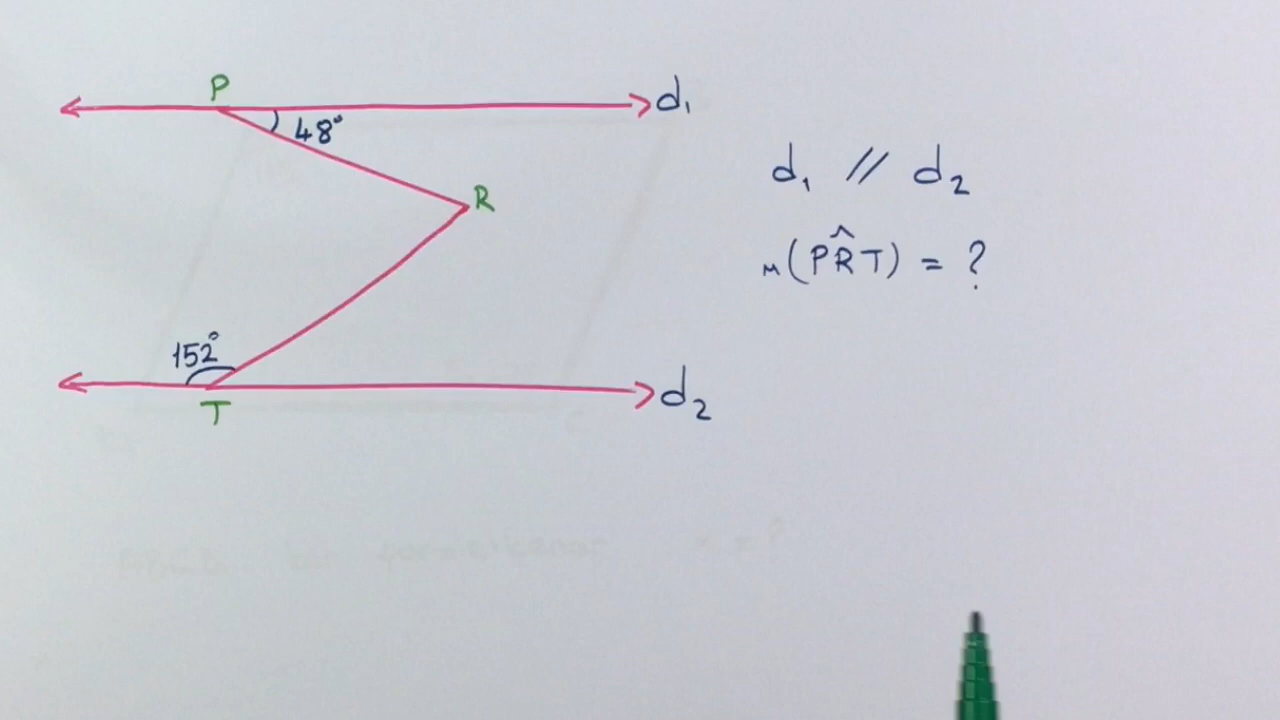 P
d₁
48°
R
d₁ // d₂
m(PR̂T) = ?
152°
T
d₂